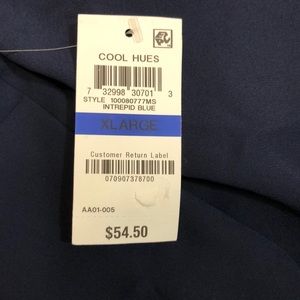 COOL HUES
7 32998 30701 3
STYLE 100080777MS
INTREPID BLUE
XLARGE
Customer Return Label
070907378700
AA01-005
$54.50